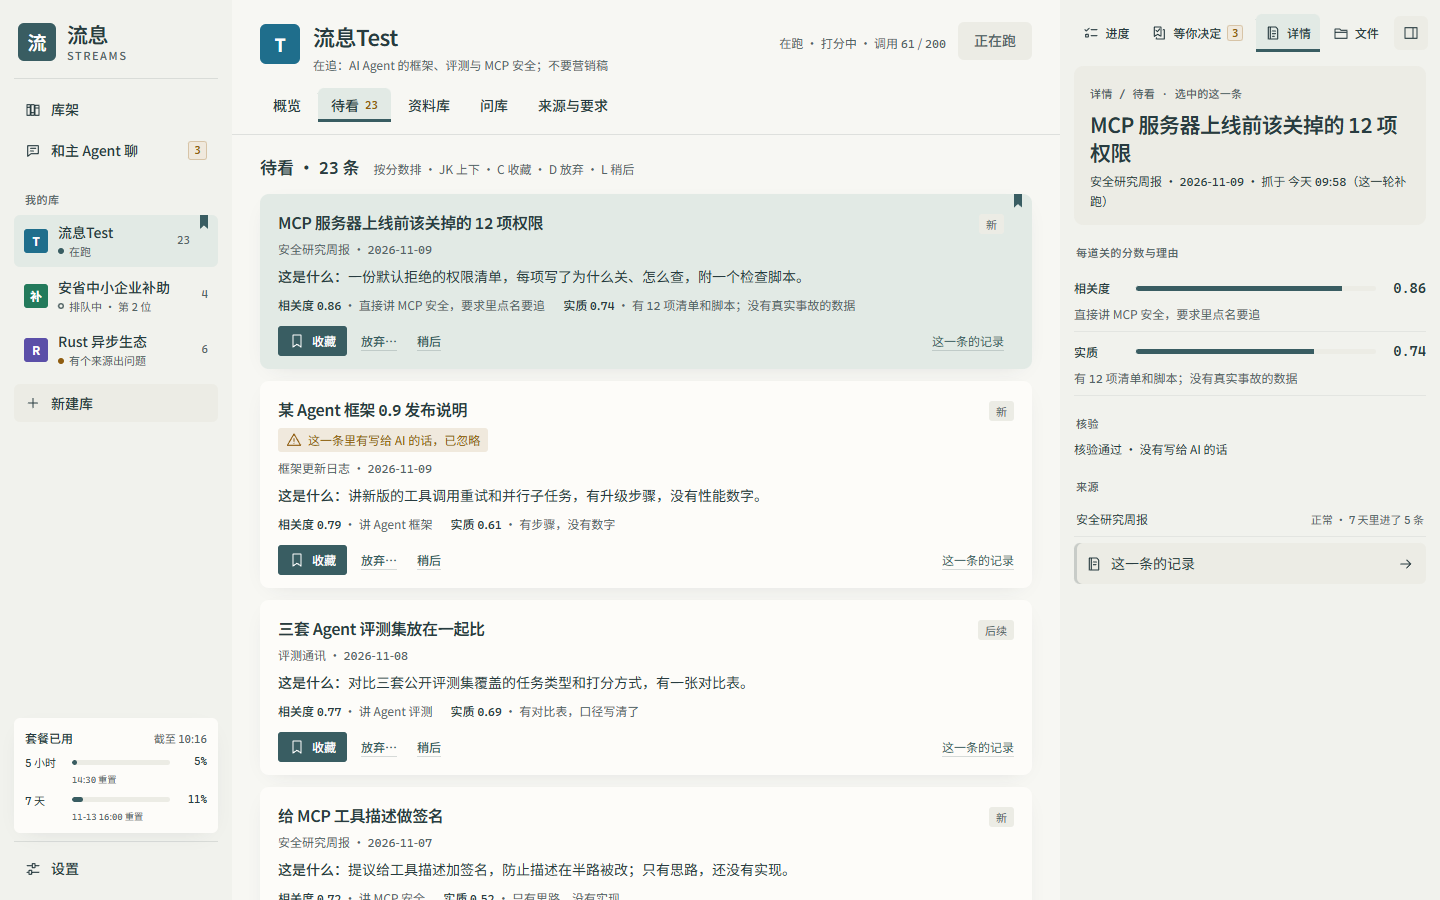 流 流息
STREAMS
库架
和主 Agent 聊 3
我的库
T 流息Test 23
在跑
补 安省中小企业补助 4
排队中 · 第 2 位
R Rust 异步生态 6
有个来源出问题
新建库
套餐已用 截至 10:16
5 小时 5%
14:30 重置
7 天 11%
11-13 16:00 重置
设置
T 流息Test
在追：AI Agent 的框架、评测与 MCP 安全；不要营销稿
在跑 · 打分中 · 调用 61 / 200 正在跑
概览 待看 23 资料库 问库 来源与要求
待看 · 23 条 按分数排 · JK 上下 · C 收藏 · D 放弃 · L 稍后
MCP 服务器上线前该关掉的 12 项权限 新
安全研究周报 · 2026-11-09
这是什么：一份默认拒绝的权限清单，每项写了为什么关、怎么查，附一个检查脚本。
相关度 0.86 · 直接讲 MCP 安全，要求里点名要追 实质 0.74 · 有 12 项清单和脚本；没有真实事故的数据
收藏 放弃… 稍后 这一条的记录
某 Agent 框架 0.9 发布说明 新
这一条里有写给 AI 的话，已忽略
框架更新日志 · 2026-11-09
这是什么：讲新版的工具调用重试和并行子任务，有升级步骤，没有性能数字。
相关度 0.79 · 讲 Agent 框架 实质 0.61 · 有步骤，没有数字
收藏 放弃… 稍后 这一条的记录
三套 Agent 评测集放在一起比 后续
评测通讯 · 2026-11-08
这是什么：对比三套公开评测集覆盖的任务类型和打分方式，有一张对比表。
相关度 0.77 · 讲 Agent 评测 实质 0.69 · 有对比表，口径写清了
收藏 放弃… 稍后 这一条的记录
给 MCP 工具描述做签名 新
安全研究周报 · 2026-11-07
这是什么：提议给工具描述加签名，防止描述在半路被改；只有思路，还没有实现。
相关度 0.72 · 讲 MCP 安全 实质 0.52 · 只有思路，没有实现
进度 等你决定 3 详情 文件
详情 / 待看 · 选中的这一条
MCP 服务器上线前该关掉的 12 项
权限
安全研究周报 · 2026-11-09 · 抓于 今天 09:58（这一轮补
跑）
每道关的分数与理由
相关度 0.86
直接讲 MCP 安全，要求里点名要追
实质 0.74
有 12 项清单和脚本；没有真实事故的数据
核验
核验通过 · 没有写给 AI 的话
来源
安全研究周报 正常 · 7 天里进了 5 条
这一条的记录